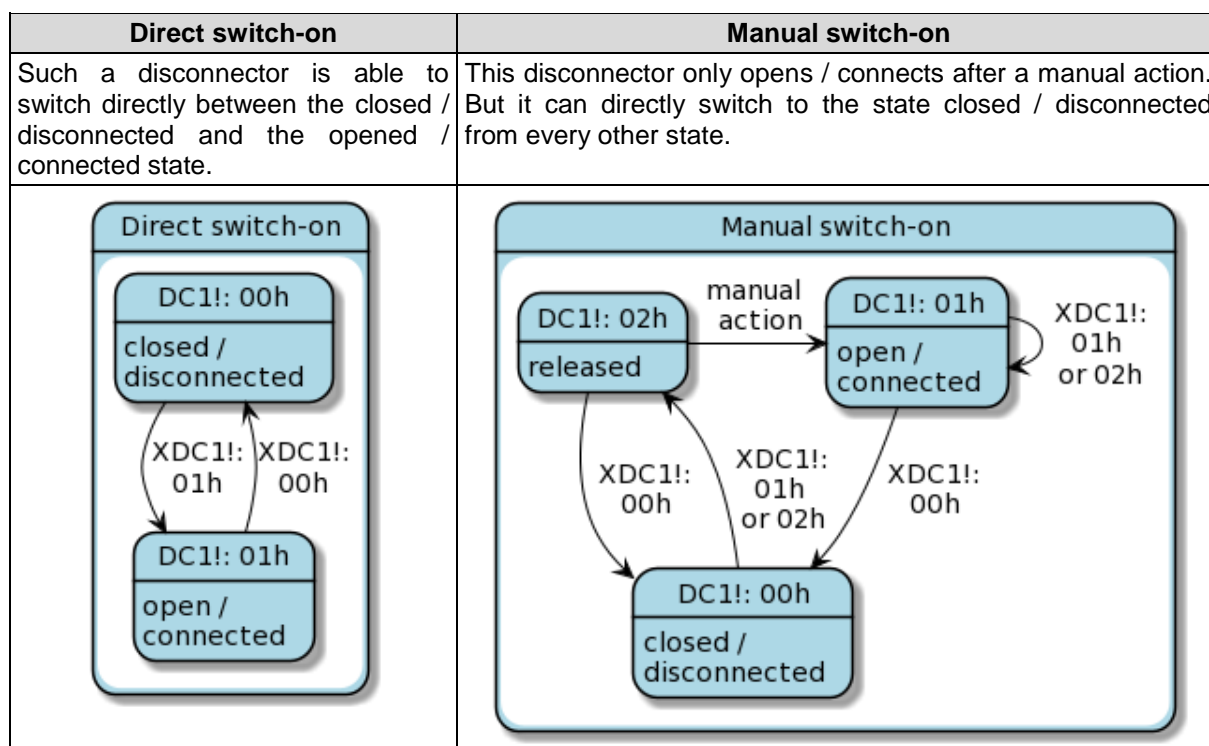 Direct switch-on
Manual switch-on
Such a disconnector is able to
switch directly between the closed /
disconnected and the opened /
connected state.
This disconnector only opens / connects after a manual action.
But it can directly switch to the state closed / disconnected
from every other state.
Direct switch-on
DC1!: 00h
closed /
disconnected
XDC1!:
01h
XDC1!:
00h
DC1!: 01h
open /
connected
Manual switch-on
DC1!: 02h
released
manual
action
DC1!: 01h
open /
connected
XDC1!:
01h
or 02h
XDC1!:
00h
XDC1!:
01h
or 02h
XDC1!:
00h
DC1!: 00h
closed /
disconnected